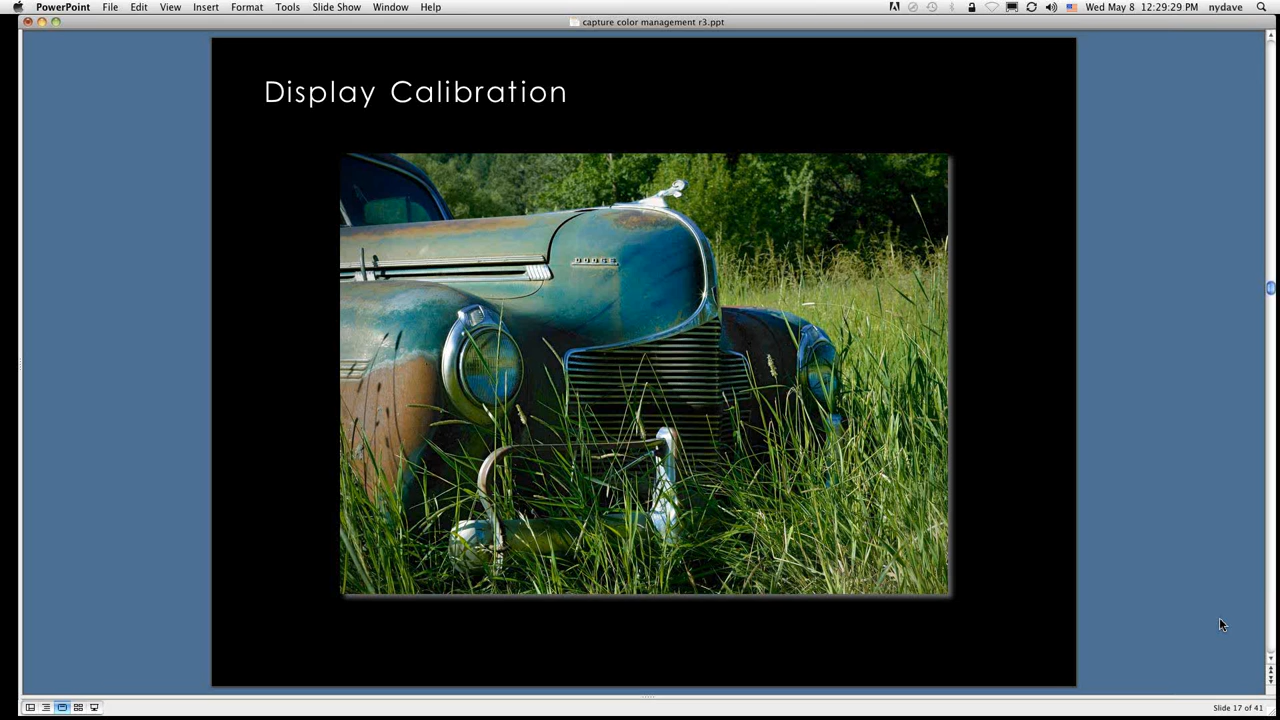 PowerPoint File Edit View Insert Format Tools Slide Show Window Help Wed May 8 12:29:29 PM nydave
capture color management r3.ppt
Display Calibration
DODGE
Slide 17 of 41